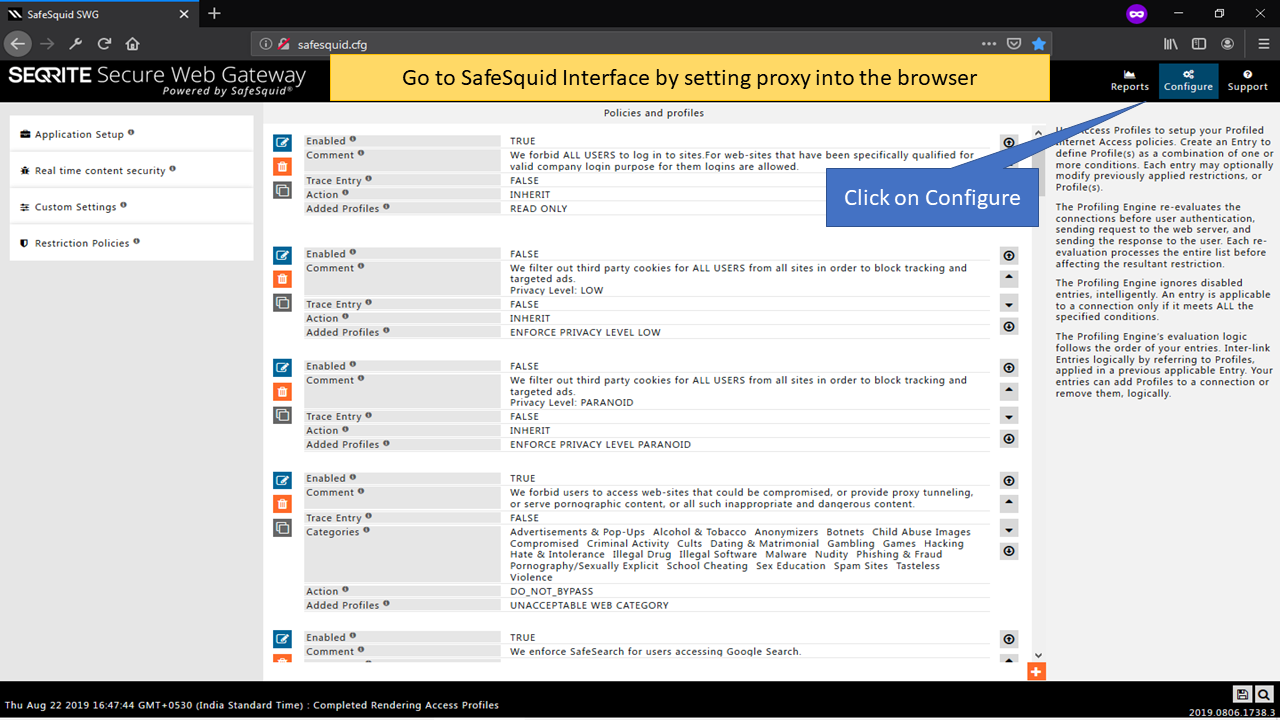 SafeSquid SWG
safesquid.cfg
SEQRITE Secure Web Gateway
Powered by SafeSquid®
Go to SafeSquid Interface by setting proxy into the browser
Reports
Configure
Support
Click on Configure
Application Setup
Real time content security
Custom Settings
Restriction Policies
Policies and profiles
Enabled TRUE
Comment We forbid ALL USERS to log in to sites.For web-sites that have been specifically qualified for
valid company login purpose for them logins are allowed.
Trace Entry FALSE
Action INHERIT
Added Profiles READ ONLY
Enabled FALSE
Comment We filter out third party cookies for ALL USERS from all sites in order to block tracking and
targeted ads.
Privacy Level: LOW
Trace Entry FALSE
Action INHERIT
Added Profiles ENFORCE PRIVACY LEVEL LOW
Enabled FALSE
Comment We filter out third party cookies for ALL USERS from all sites in order to block tracking and
targeted ads.
Privacy Level: PARANOID
Trace Entry FALSE
Action INHERIT
Added Profiles ENFORCE PRIVACY LEVEL PARANOID
Enabled TRUE
Comment We forbid users to access web-sites that could be compromised, or provide proxy tunneling,
or serve pornographic content, or all such inappropriate and dangerous content.
Trace Entry FALSE
Categories Advertisements & Pop-Ups Alcohol & Tobacco Anonymizers Botnets Child Abuse Images
Compromised Criminal Activity Cults Dating & Matrimonial Gambling Games Hacking
Hate & Intolerance Illegal Drug Illegal Software Malware Nudity Phishing & Fraud
Pornography/Sexually Explicit School Cheating Sex Education Spam Sites Tasteless
Violence
Action DO_NOT_BYPASS
Added Profiles UNACCEPTABLE WEB CATEGORY
Enabled TRUE
Comment We enforce SafeSearch for users accessing Google Search.
Access Profiles to setup your Profiled
Internet Access policies. Create an Entry to
define Profile(s) as a combination of one or
more conditions. Each entry may optionally
modify previously applied restrictions, or
Profile(s).
The Profiling Engine re-evaluates the
connections before user authentication,
sending request to the web server, and
sending the response to the user. Each re-
evaluation processes the entire list before
affecting the resultant restriction.
The Profiling Engine ignores disabled
entries, intelligently. An entry is applicable
to a connection only if it meets ALL the
specified conditions.
The Profiling Engine's evaluation logic
follows the order of your entries. Inter-link
Entries logically by referring to Profiles,
applied in a previous applicable Entry. Your
entries can add Profiles to a connection or
remove them, logically.
Thu Aug 22 2019 16:47:44 GMT+0530 (India Standard Time) : Completed Rendering Access Profiles
2019.0806.1738.3